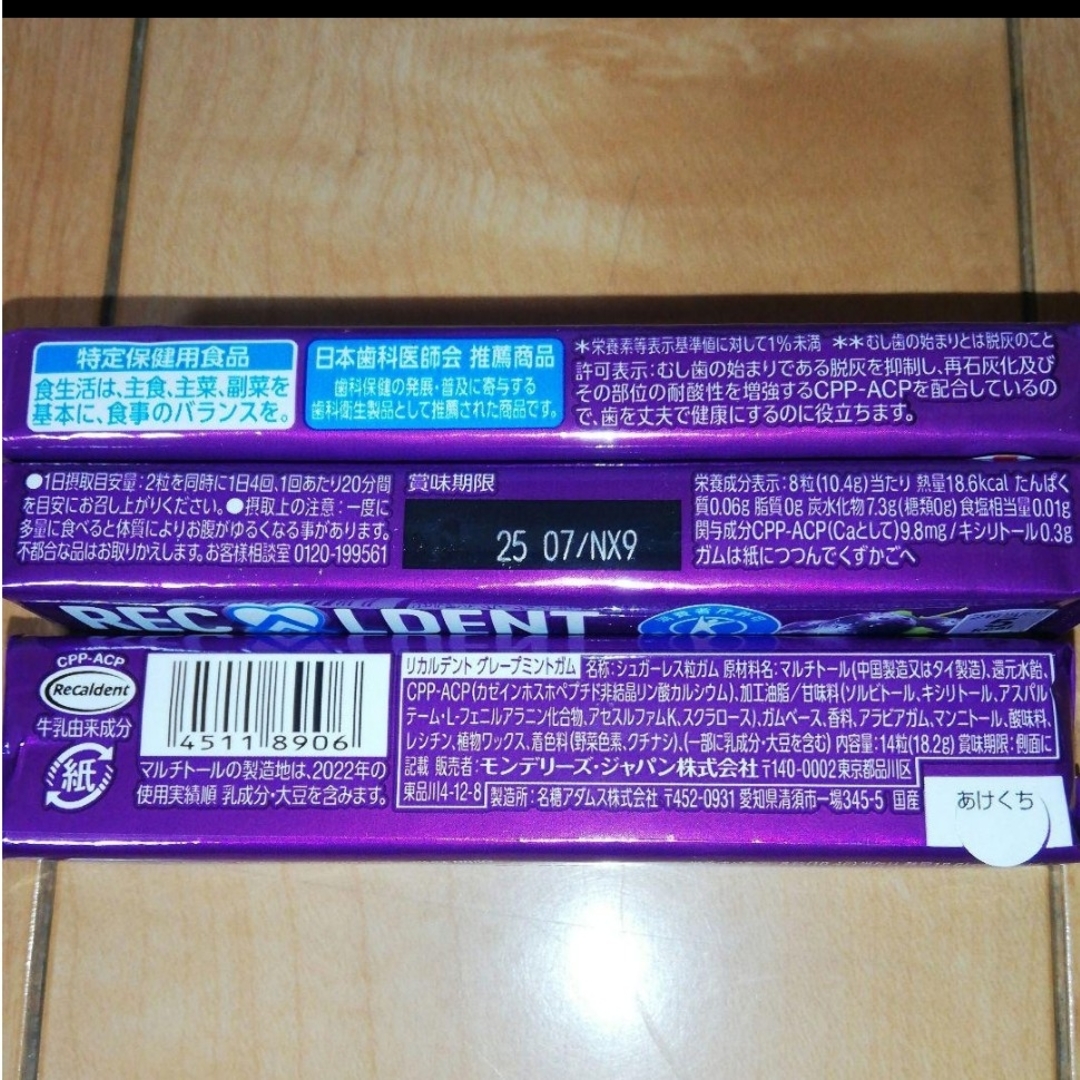 特定保健用食品
食生活は、主食、主菜、副菜を
基本に、食事のバランスを。
日本歯科医師会 推薦商品
歯科保健の発展・普及に寄与する
歯科衛生製品として推薦された商品です。
＊栄養素等表示基準値に対して1%未満 ＊＊むし歯の始まりとは脱灰のこと
許可表示：むし歯の始まりである脱灰を抑制し、再石灰化及び
その部位の耐酸性を増強するCPP-ACPを配合しているの
で、歯を丈夫で健康にするのに役立ちます。
●1日摂取目安量：2粒を同時に1日4回、1回あたり20分間
を目安にお召し上がりください。●摂取上の注意：一度に
多量に食べると体質によりお腹がゆるくなる事があります。
不都合な品はお取りかえします。お客様相談室 0120-199561
賞味期限
25 07/NX9
栄養成分表示：8粒(10.4g)当たり 熱量18.6kcal たんぱく
質0.06g 脂質0g 炭水化物7.3g(糖類0g) 食塩相当量0.01g
関与成分CPP-ACP(Caとして)9.8mg/キシリトール0.3g
ガムは紙につつんでくずかごへ
RECALDENT
CPP-ACP
Recaldent
牛乳由来成分
紙
4511 8906
マルチトールの製造地は、2022年の
使用実績順 乳成分・大豆を含みます。
リカルデント グレープミントガム 名称：シュガーレス粒ガム 原材料名：マルチトール(中国製造又はタイ製造)、還元水飴、
CPP-ACP(カゼインホスホペプチド非結晶リン酸カルシウム)、加工油脂/甘味料(ソルビトール、キシリトール、アスパル
テーム・L-フェニルアラニン化合物、アセスルファムK、スクラロース)、ガムベース、香料、アラビアガム、マンニトール、酸味料、
レシチン、植物ワックス、着色料(野菜色素、クチナシ)、(一部に乳成分・大豆を含む) 内容量：14粒(18.2g) 賞味期限：側面に
記載 販売者：モンデリーズ・ジャパン株式会社 〒140-0002 東京都品川区
東品川4-12-8 製造所：名糖アダムス株式会社 〒452-0931 愛知県清須市一場345-5 国産
あけくち